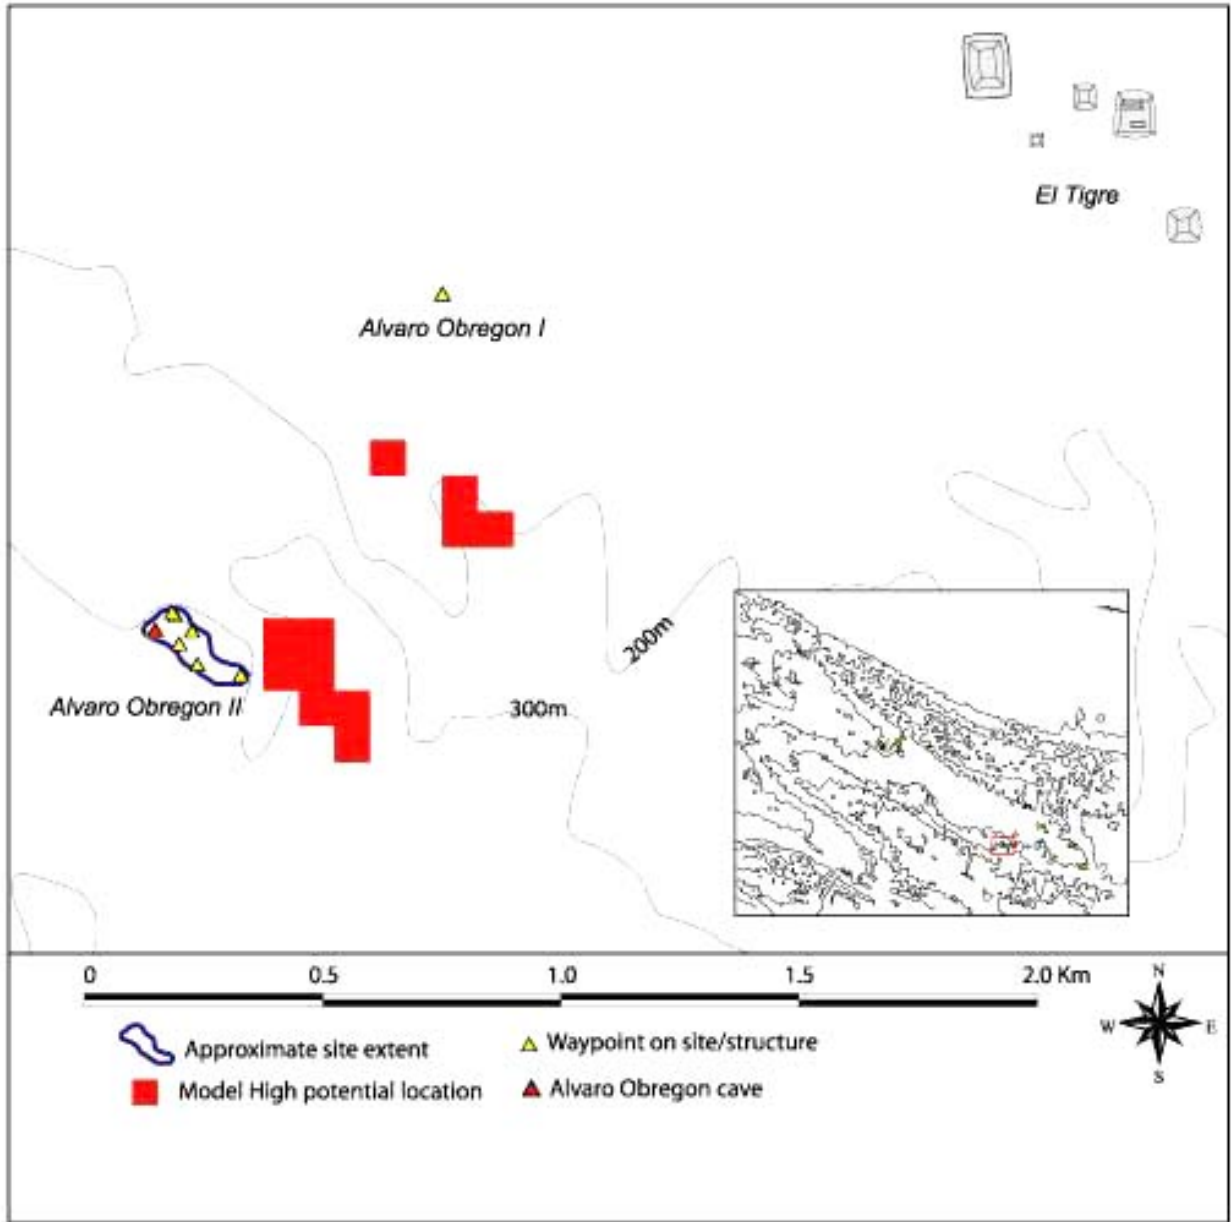 El Tigre
Alvaro Obregon I
200m
Alvaro Obregon II
300m
0 0.5 1.0 1.5 2.0 Km
N
W E
S
Approximate site extent
Waypoint on site/structure
Model High potential location
Alvaro Obregon cave